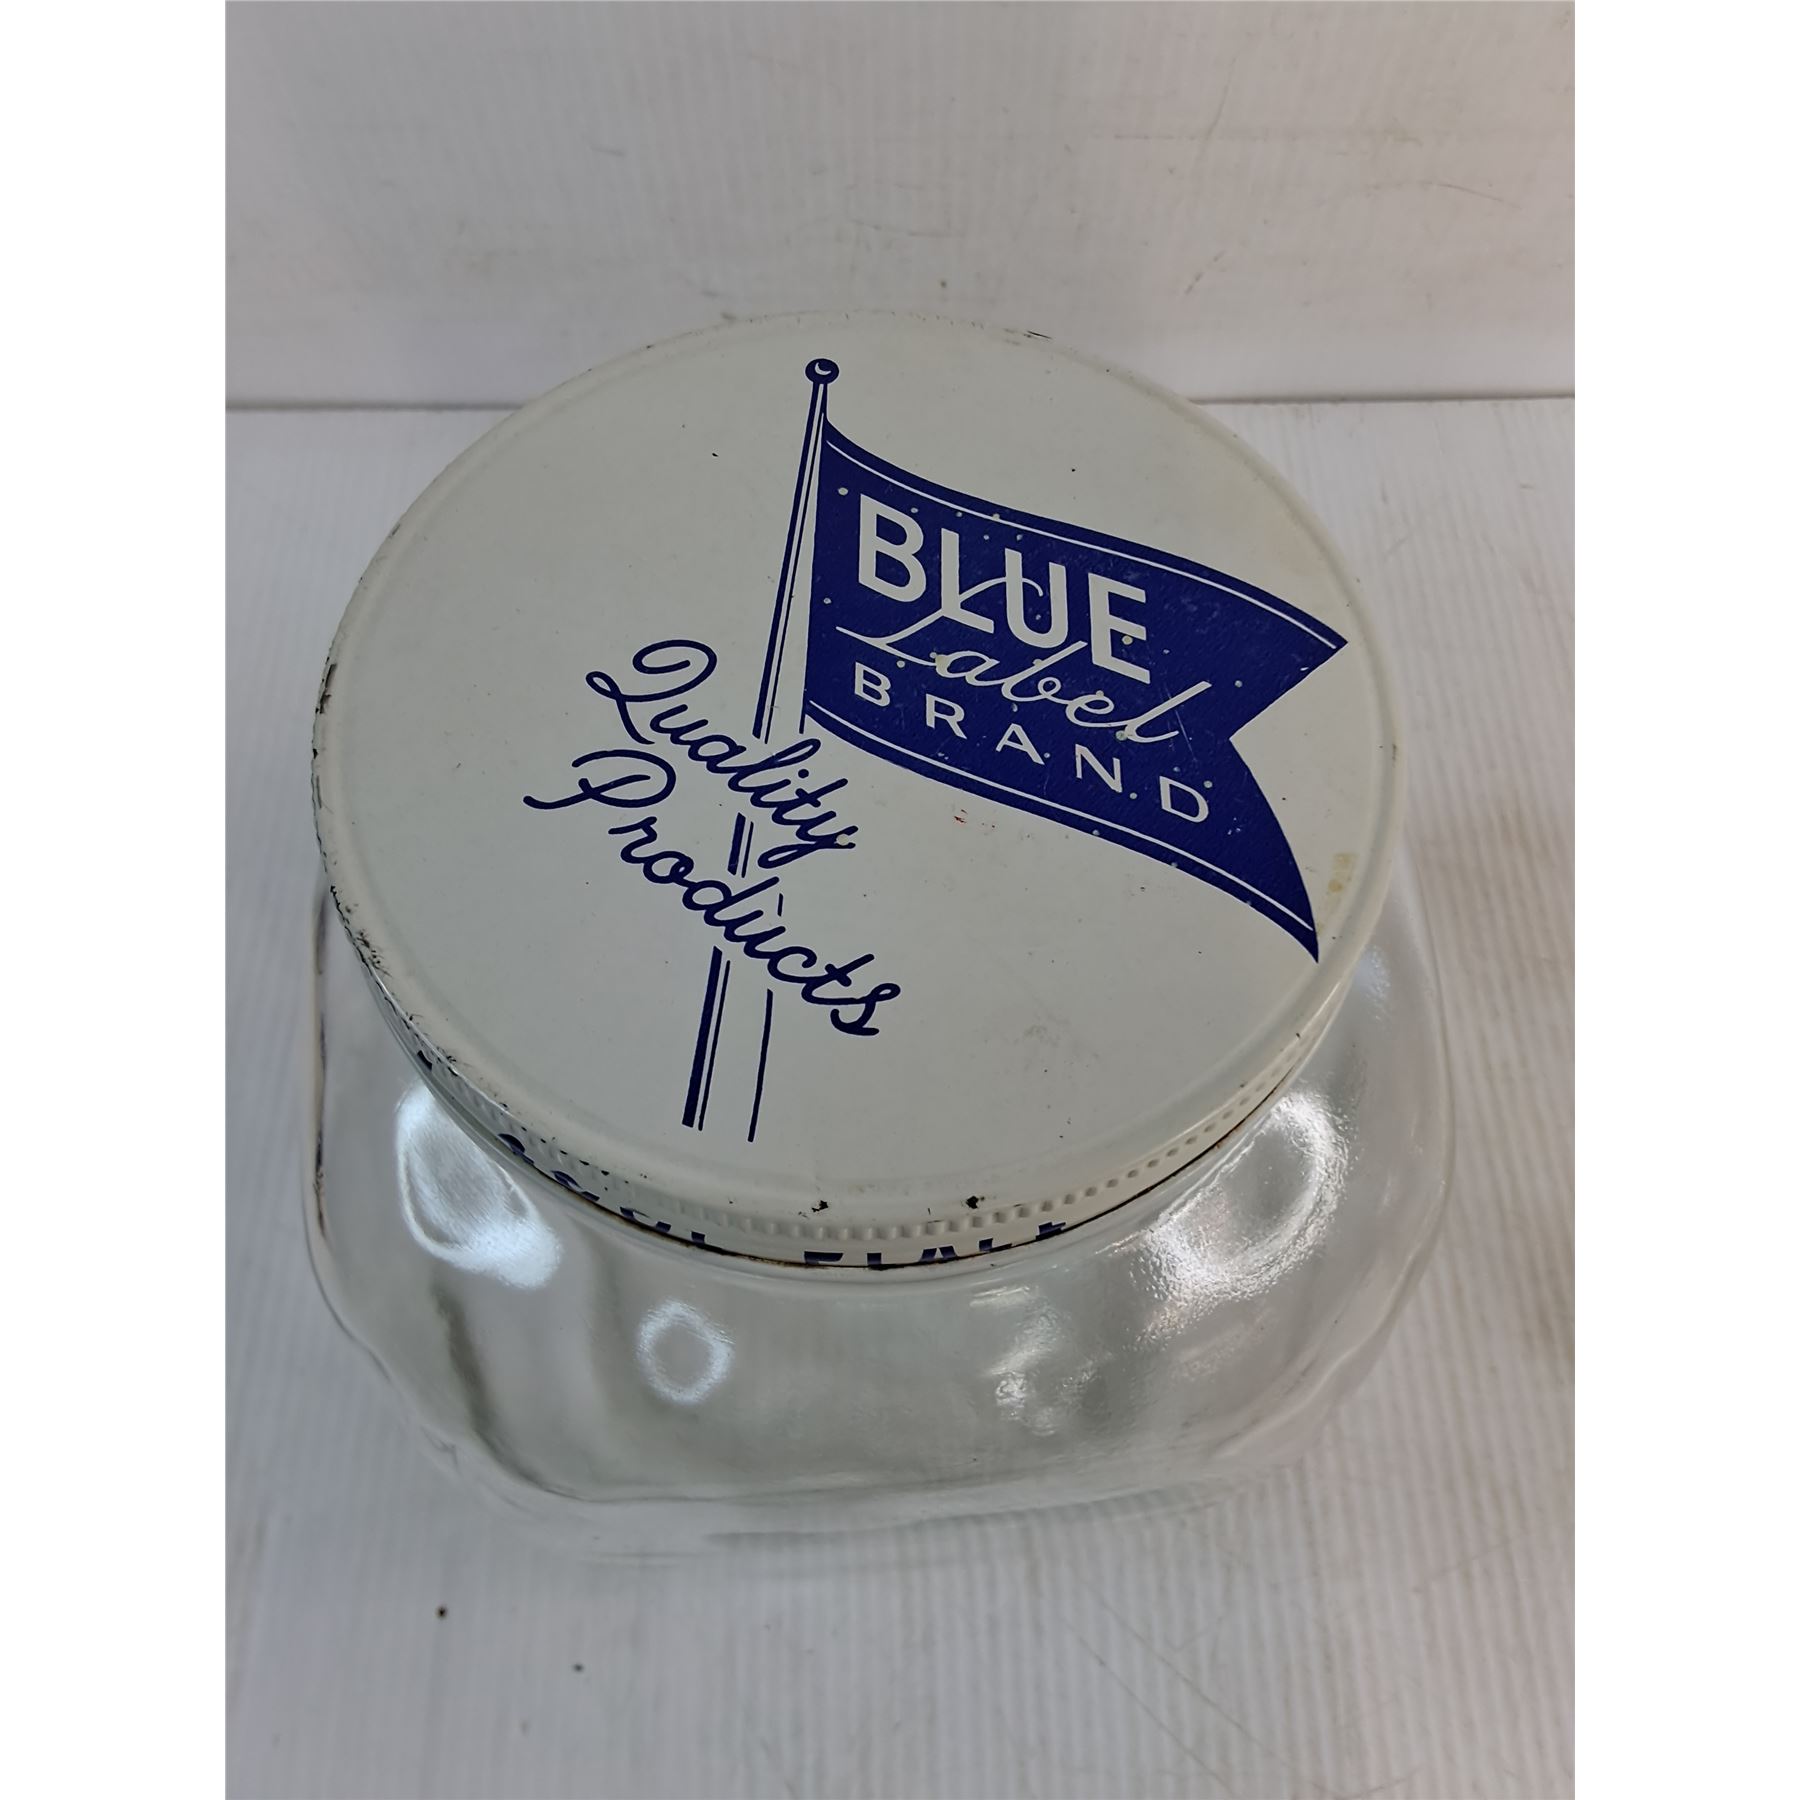 BLUE
Label
BRAND
Quality
Products